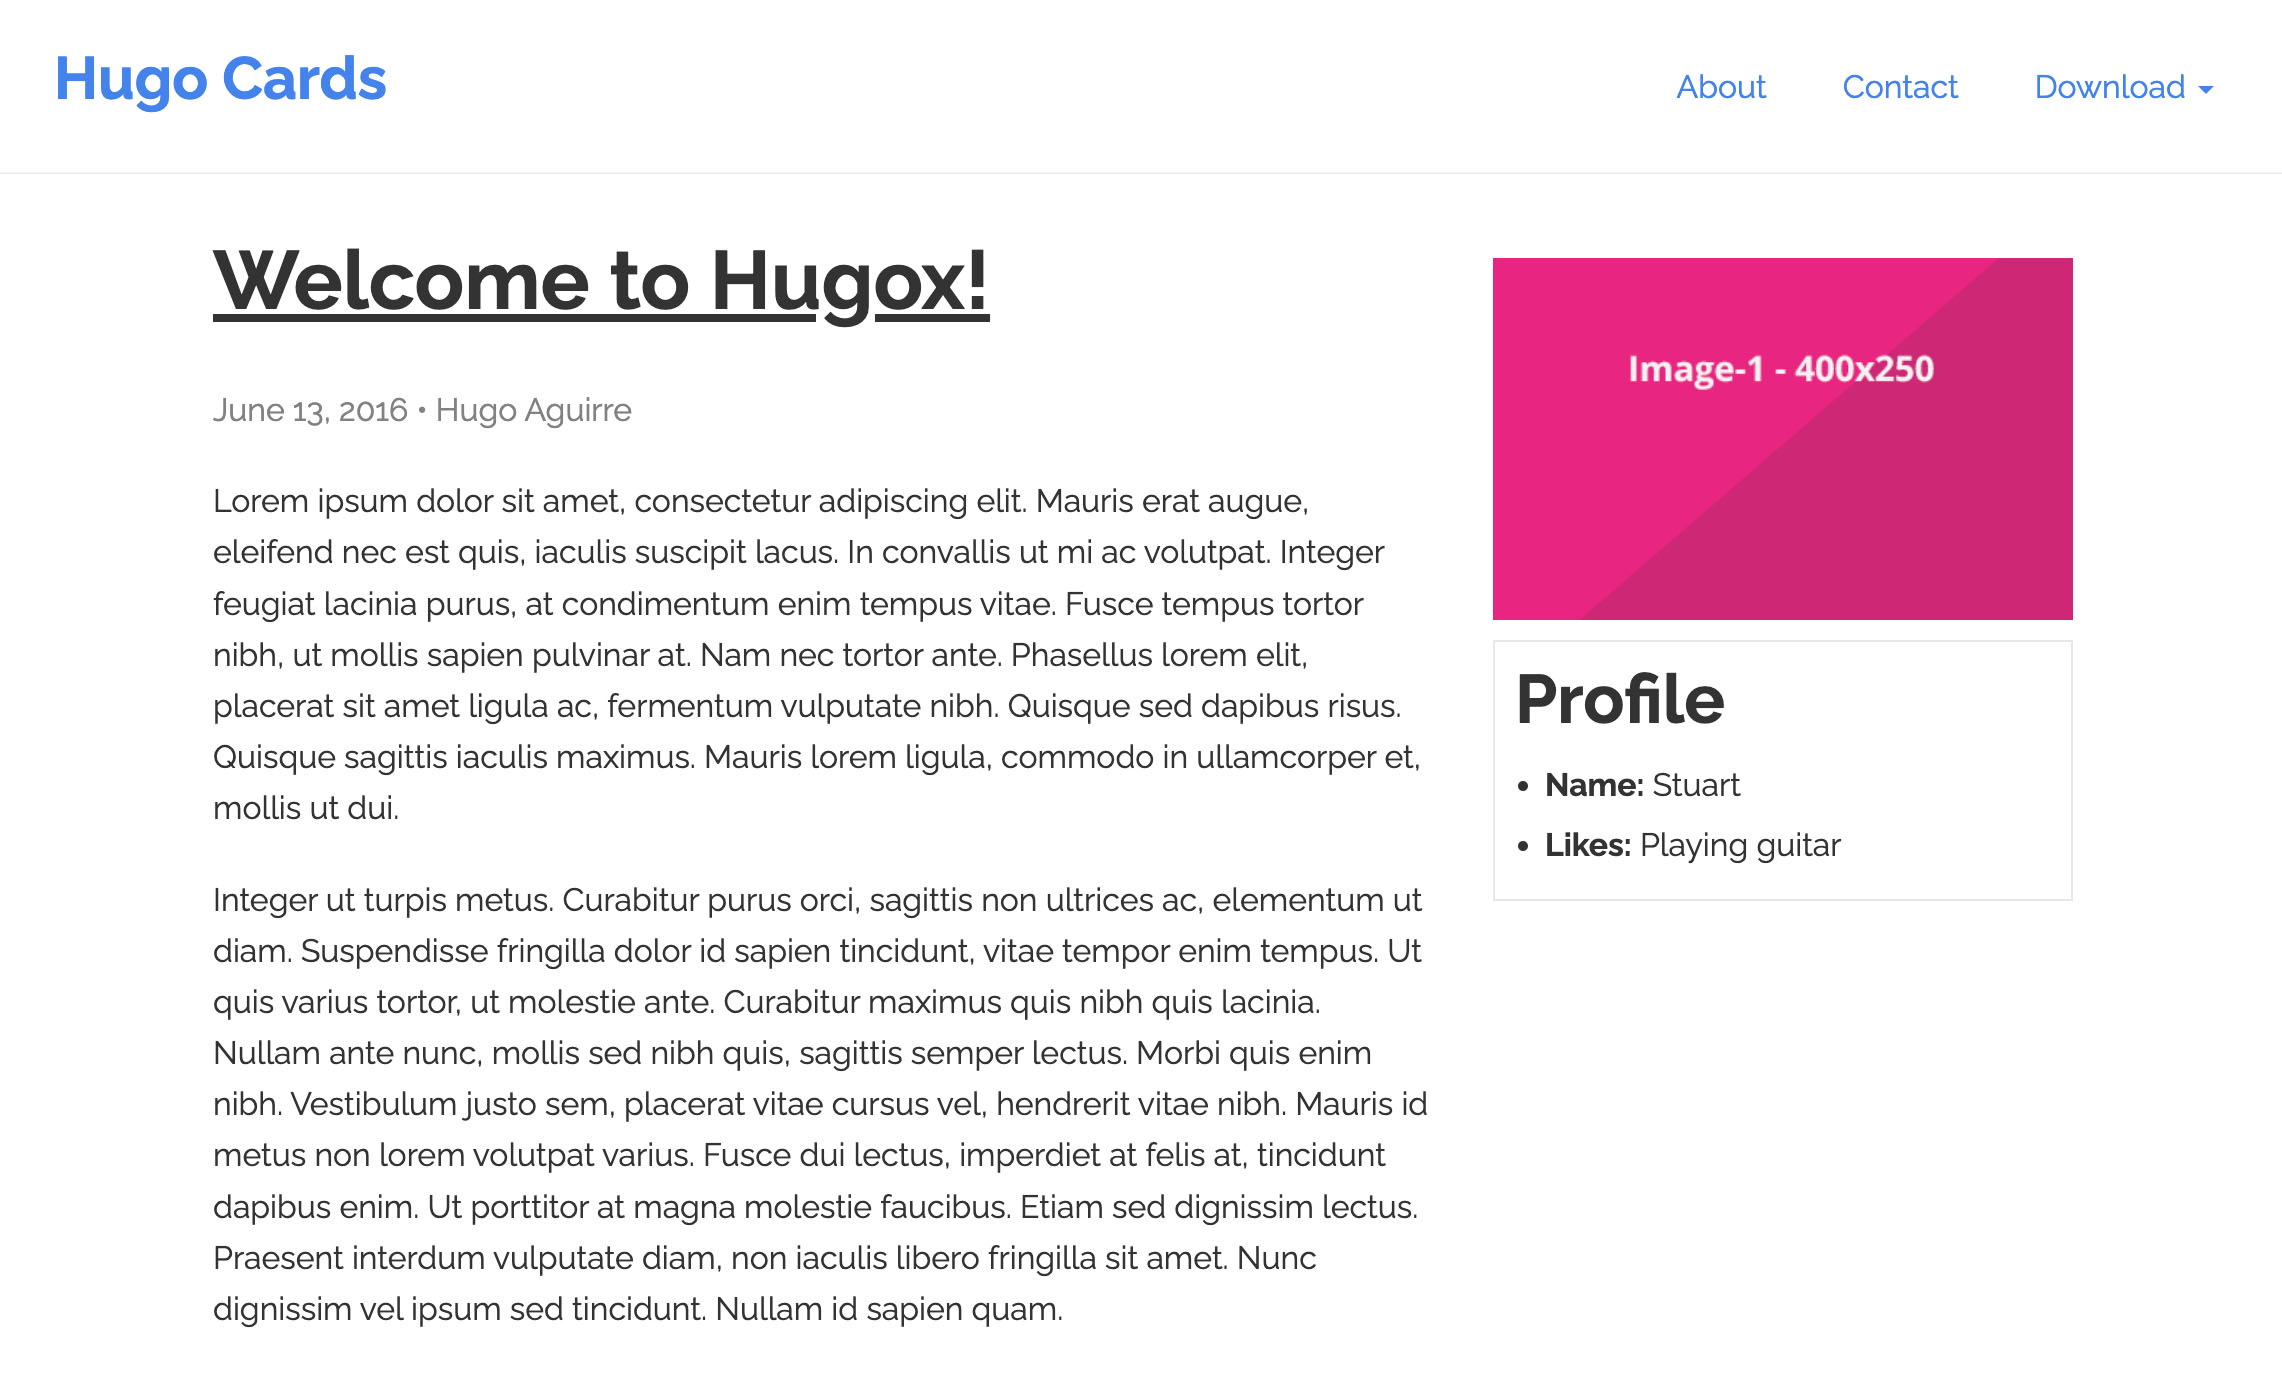 Hugo Cards
About Contact Download
Welcome to Hugox!
June 13, 2016 • Hugo Aguirre
Lorem ipsum dolor sit amet, consectetur adipiscing elit. Mauris erat augue,
eleifend nec est quis, iaculis suscipit lacus. In convallis ut mi ac volutpat. Integer
feugiat lacinia purus, at condimentum enim tempus vitae. Fusce tempus tortor
nibh, ut mollis sapien pulvinar at. Nam nec tortor ante. Phasellus lorem elit,
placerat sit amet ligula ac, fermentum vulputate nibh. Quisque sed dapibus risus.
Quisque sagittis iaculis maximus. Mauris lorem ligula, commodo in ullamcorper et,
mollis ut dui.
Integer ut turpis metus. Curabitur purus orci, sagittis non ultrices ac, elementum ut
diam. Suspendisse fringilla dolor id sapien tincidunt, vitae tempor enim tempus. Ut
quis varius tortor, ut molestie ante. Curabitur maximus quis nibh quis lacinia.
Nullam ante nunc, mollis sed nibh quis, sagittis semper lectus. Morbi quis enim
nibh. Vestibulum justo sem, placerat vitae cursus vel, hendrerit vitae nibh. Mauris id
metus non lorem volutpat varius. Fusce dui lectus, imperdiet at felis at, tincidunt
dapibus enim. Ut porttitor at magna molestie faucibus. Etiam sed dignissim lectus.
Praesent interdum vulputate diam, non iaculis libero fringilla sit amet. Nunc
dignissim vel ipsum sed tincidunt. Nullam id sapien quam.
Image-1 - 400x250
Profile
• Name: Stuart
• Likes: Playing guitar